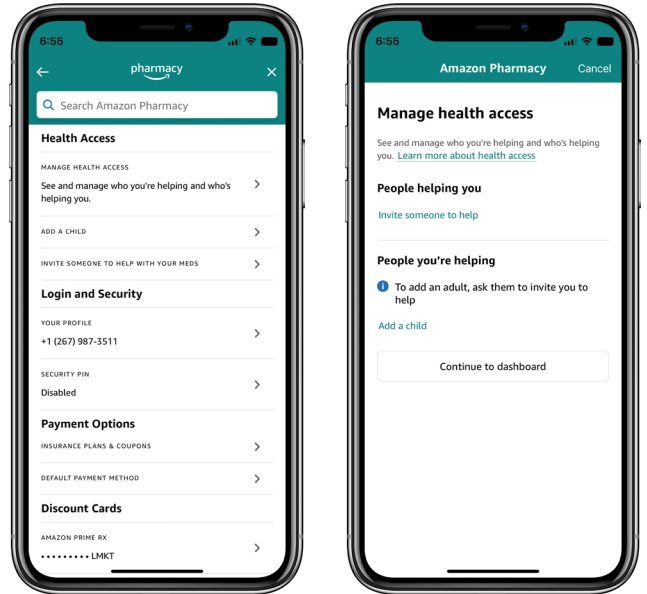 6:55
pharmacy
Search Amazon Pharmacy
Health Access
MANAGE HEALTH ACCESS
See and manage who you're helping and who's
helping you.
ADD A CHILD
INVITE SOMEONE TO HELP WITH YOUR MEDS
Login and Security
YOUR PROFILE
+1 (267) 987-3511
SECURITY PIN
Disabled
Payment Options
INSURANCE PLANS & COUPONS
DEFAULT PAYMENT METHOD
Discount Cards
AMAZON PRIME RX
•••••••••LMKT
6:55
Amazon Pharmacy Cancel
Manage health access
See and manage who you're helping and who's helping
you. Learn more about health access
People helping you
Invite someone to help
People you're helping
To add an adult, ask them to invite you to
help
Add a child
Continue to dashboard